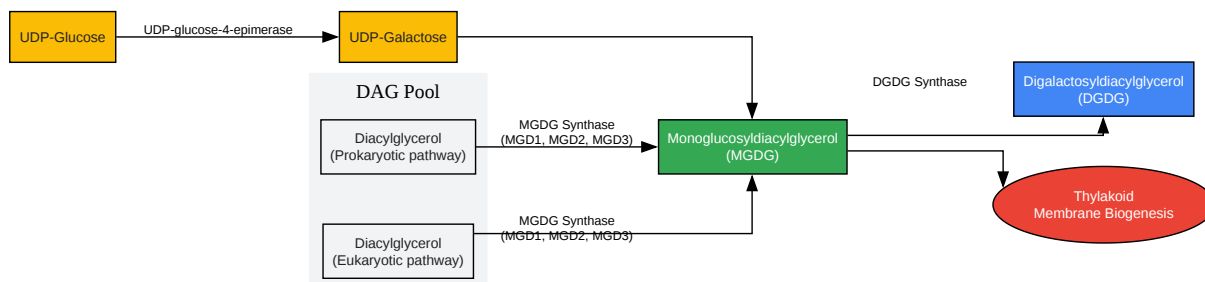 UDP-Glucose
UDP-glucose-4-epimerase
UDP-Galactose
DAG Pool
Diacylglycerol
(Prokaryotic pathway)
MGDG Synthase
(MGD1, MGD2, MGD3)
Monoglucosyldiacylglycerol
(MGDG)
DGDG Synthase
Digalactosyldiacylglycerol
(DGDG)
Thylakoid
Membrane Biogenesis
Diacylglycerol
(Eukaryotic pathway)
MGDG Synthase
(MGD1, MGD2, MGD3)